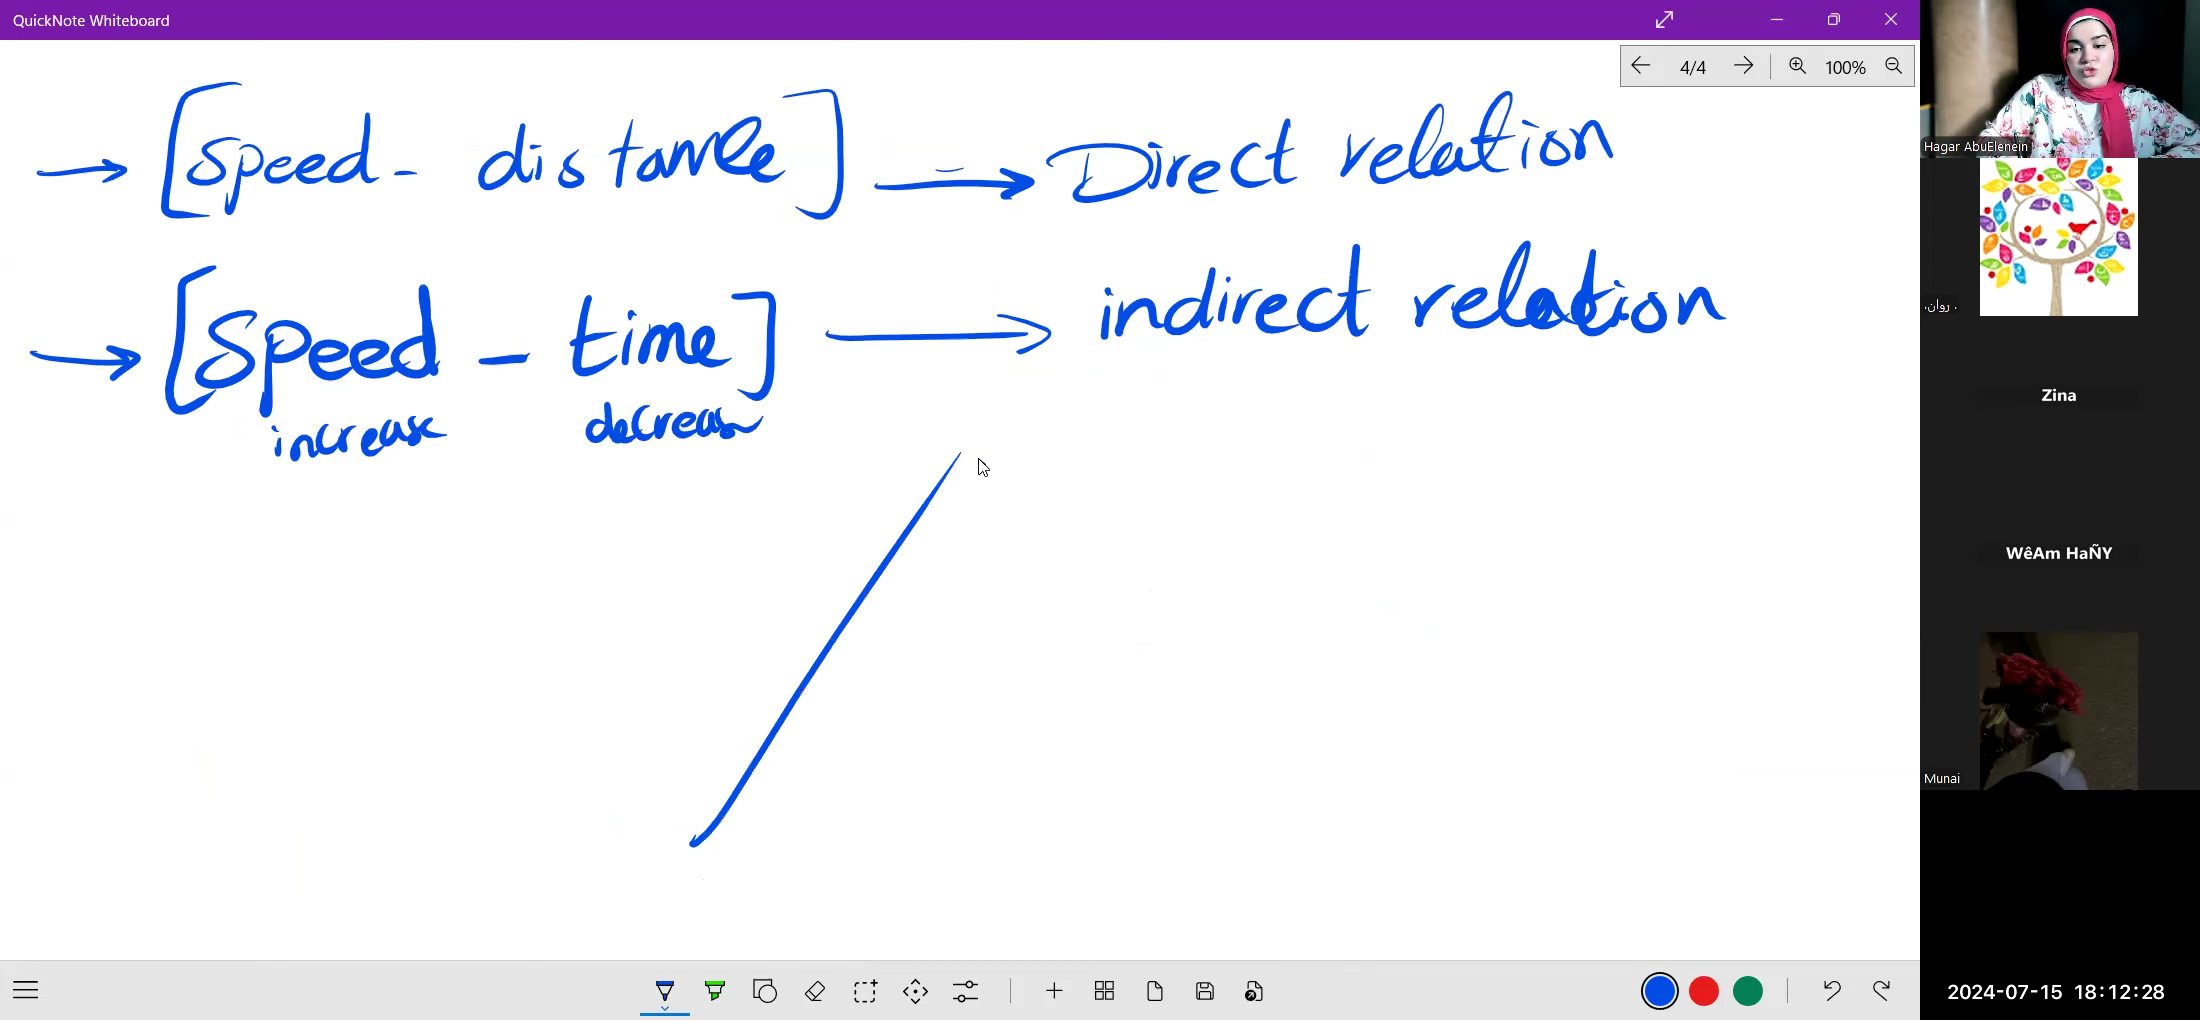 QuickNote Whiteboard
4/4 100%
→ [Speed - distance] → Direct relation
→ [Speed - time] → indirect relation
increase decrease
Hagar AbuElenein
روان.
Zina
WêAm HaÑY
Munai
2024-07-15 18:12:28